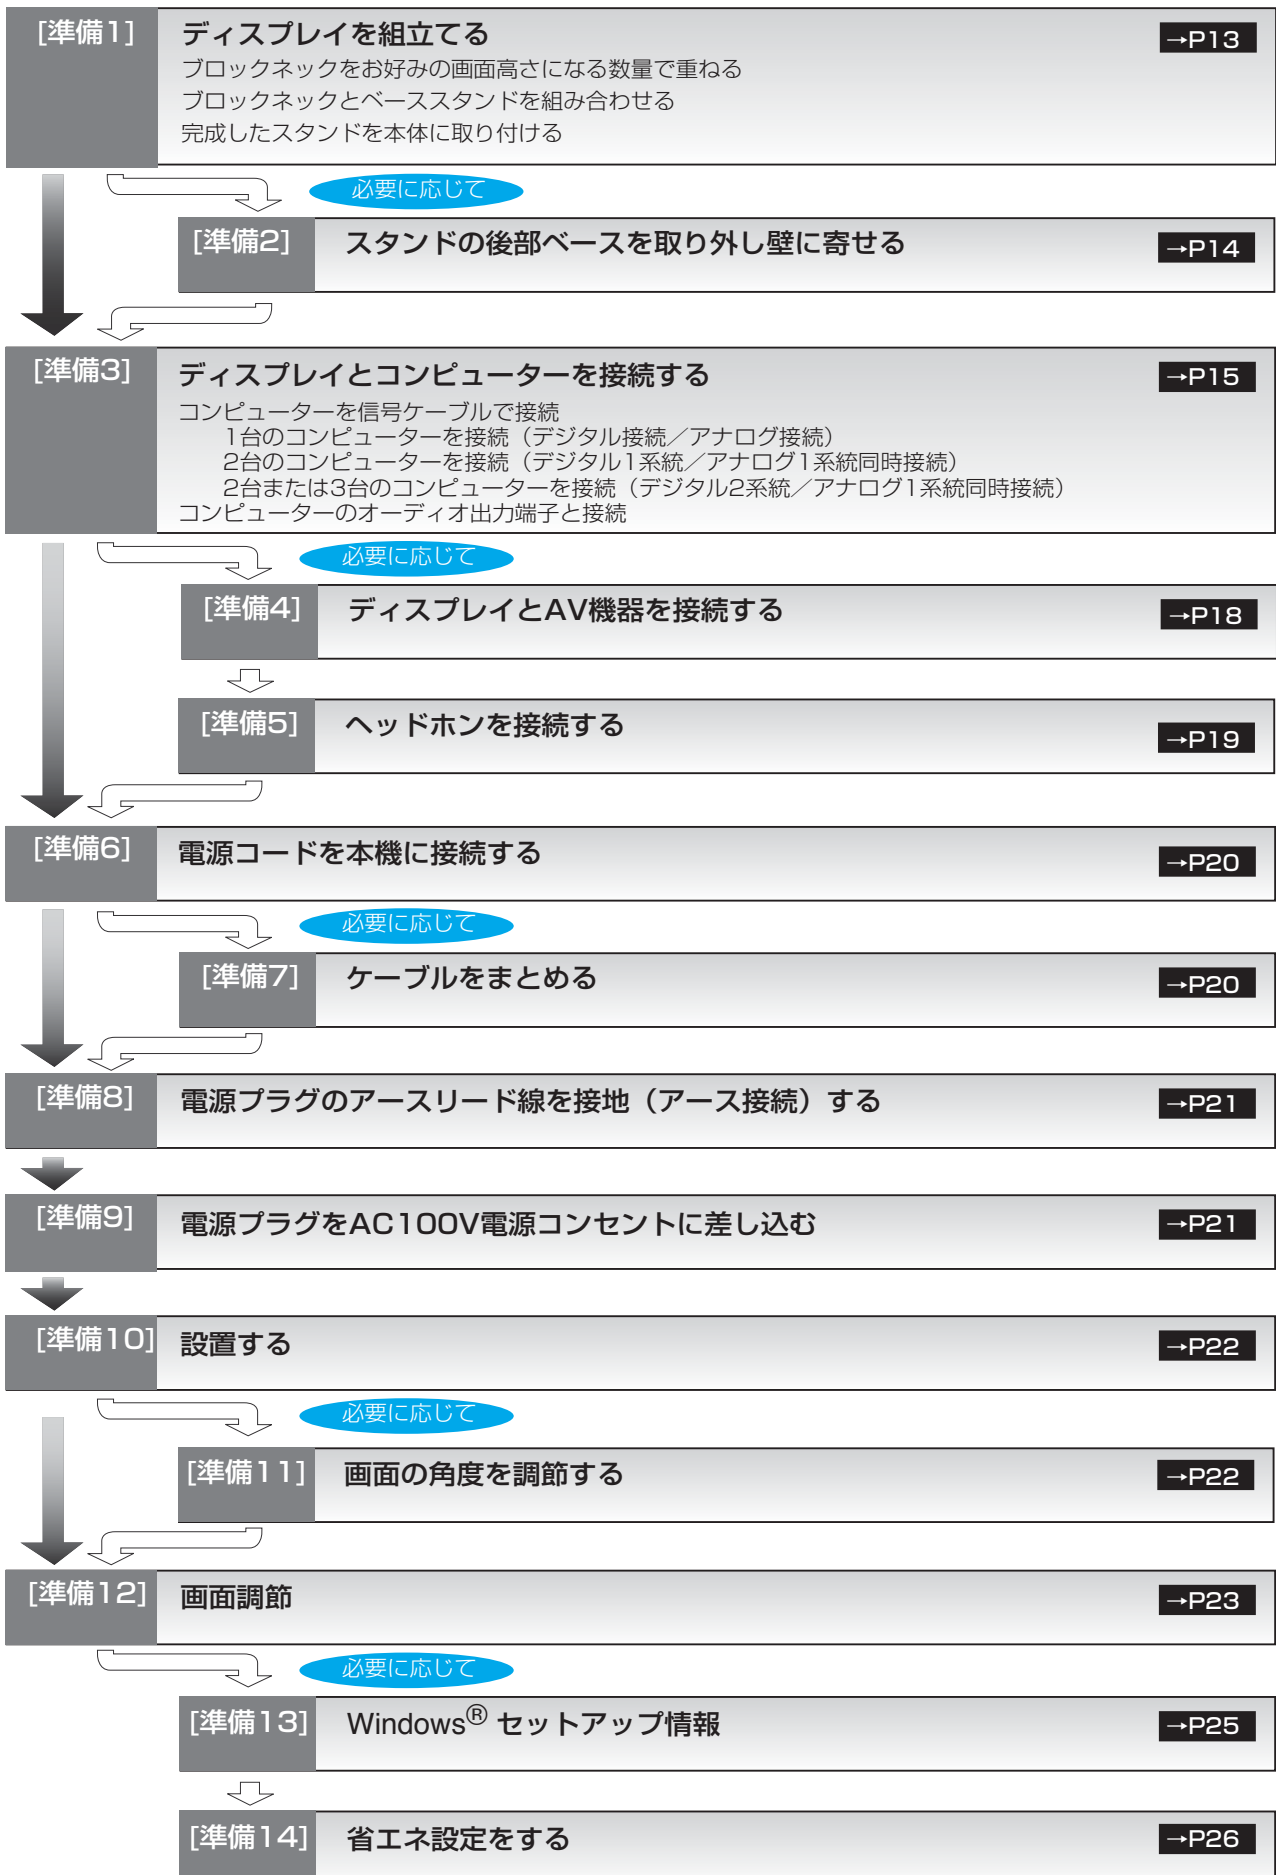 [準備1] ディスプレイを組立てる →P13
ブロックネックをお好みの画面高さになる数量で重ねる
ブロックネックとベーススタンドを組み合わせる
完成したスタンドを本体に取り付ける
必要に応じて
[準備2] スタンドの後部ベースを取り外し壁に寄せる →P14
[準備3] ディスプレイとコンピューターを接続する →P15
コンピューターを信号ケーブルで接続
1台のコンピューターを接続（デジタル接続／アナログ接続）
2台のコンピューターを接続（デジタル1系統／アナログ1系統同時接続）
2台または3台のコンピューターを接続（デジタル2系統／アナログ1系統同時接続）
コンピューターのオーディオ出力端子と接続
必要に応じて
[準備4] ディスプレイとAV機器を接続する →P18
[準備5] ヘッドホンを接続する →P19
[準備6] 電源コードを本機に接続する →P20
必要に応じて
[準備7] ケーブルをまとめる →P20
[準備8] 電源プラグのアースリード線を接地（アース接続）する →P21
[準備9] 電源プラグをAC100V電源コンセントに差し込む →P21
[準備10] 設置する →P22
必要に応じて
[準備11] 画面の角度を調節する →P22
[準備12] 画面調節 →P23
必要に応じて
[準備13] Windows® セットアップ情報 →P25
[準備14] 省エネ設定をする →P26